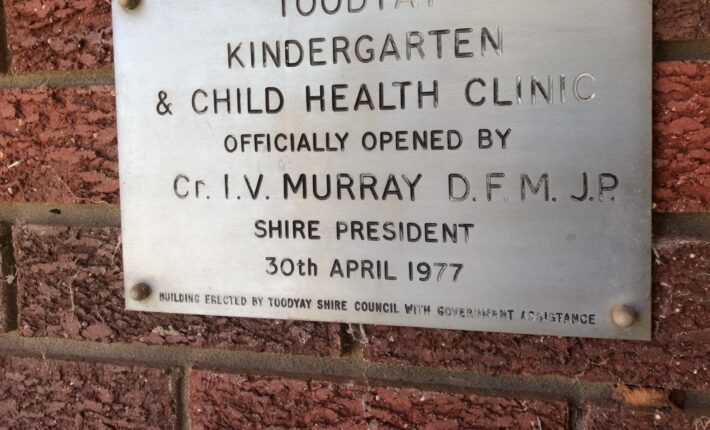 TOODYAY
KINDERGARTEN
& CHILD HEALTH CLINIC
OFFICIALLY OPENED BY
Cr. I.V. MURRAY D.F.M. J.P.
SHIRE PRESIDENT
30th APRIL 1977
BUILDING ERECTED BY TOODYAY SHIRE COUNCIL WITH GOVERNMENT ASSISTANCE